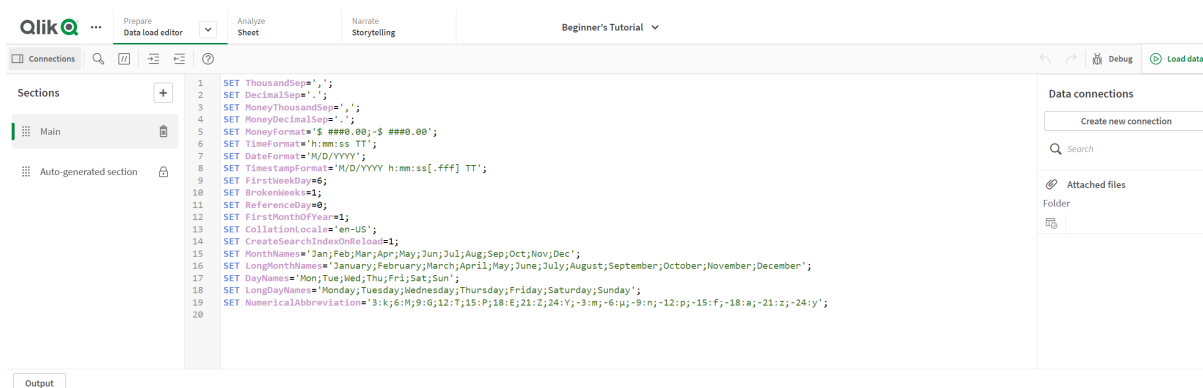 Qlik
Prepare
Data load editor
Analyze
Sheet
Narrate
Storytelling
Beginner's Tutorial
Connections
Debug
Load data
Sections
Main
Auto-generated section
1 SET ThousandSep=',';
2 SET DecimalSep='.';
3 SET MoneyThousandSep=',';
4 SET MoneyDecimalSep='.';
5 SET MoneyFormat='$ ###0.00;-$ ###0.00';
6 SET TimeFormat='h:mm:ss TT';
7 SET DateFormat='M/D/YYYY';
8 SET TimestampFormat='M/D/YYYY h:mm:ss[.fff] TT';
9 SET FirstWeekDay=6;
10 SET BrokenWeeks=1;
11 SET ReferenceDay=0;
12 SET FirstMonthOfYear=1;
13 SET CollationLocale='en-US';
14 SET CreateSearchIndexOnReload=1;
15 SET MonthNames='Jan;Feb;Mar;Apr;May;Jun;Jul;Aug;Sep;Oct;Nov;Dec';
16 SET LongMonthNames='January;February;March;April;May;June;July;August;September;October;November;December';
17 SET DayNames='Mon;Tue;Wed;Thu;Fri;Sat;Sun';
18 SET LongDayNames='Monday;Tuesday;Wednesday;Thursday;Friday;Saturday;Sunday';
19 SET NumericalAbbreviation='3:k;6:M;9:G;12:T;15:P;18:E;21:Z;24:Y;-3:m;-6:μ;-9:n;-12:p;-15:f;-18:a;-21:z;-24:y';
20
Data connections
Create new connection
Search
Attached files
Folder
Output